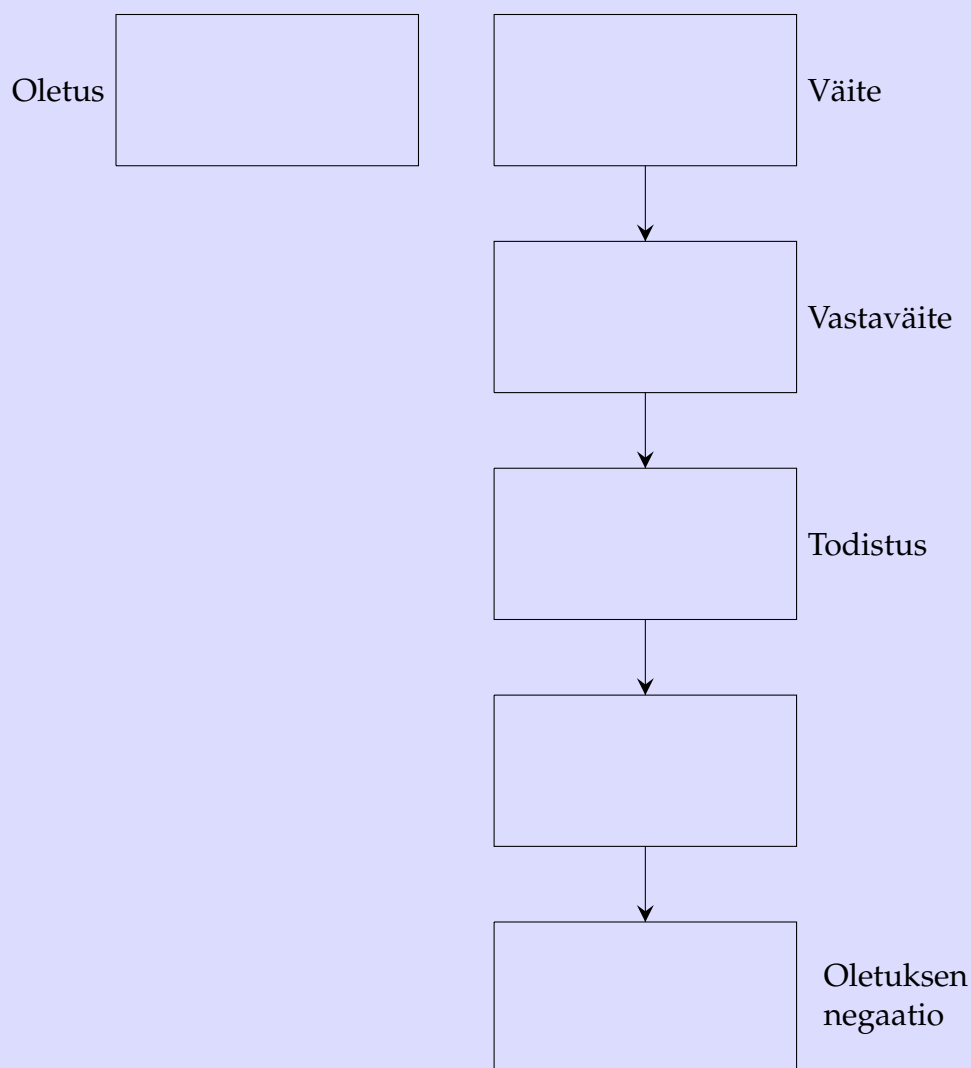 Oletus
Väite
Vastaväite
Todistus
Oletuksen
negaatio